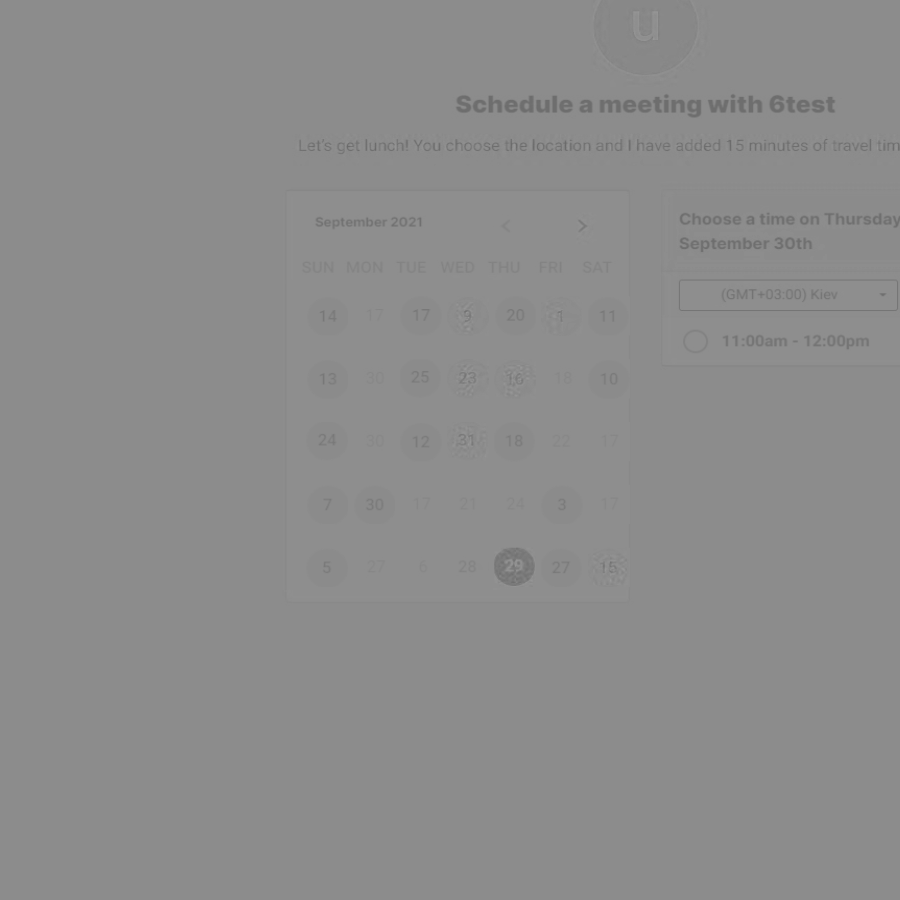 u
Schedule a meeting with 6test
Let's get lunch! You choose the location and I have added 15 minutes of travel tim
September 2021
SUN MON TUE WED THU FRI SAT
14 17 17 9 20 1 11
13 30 25 23 16 18 10
24 30 12 31 18 22 17
7 30 17 21 24 3 17
5 27 6 28 29 27 15
Choose a time on Thursday
September 30th
(GMT+03:00) Kiev
11:00am - 12:00pm